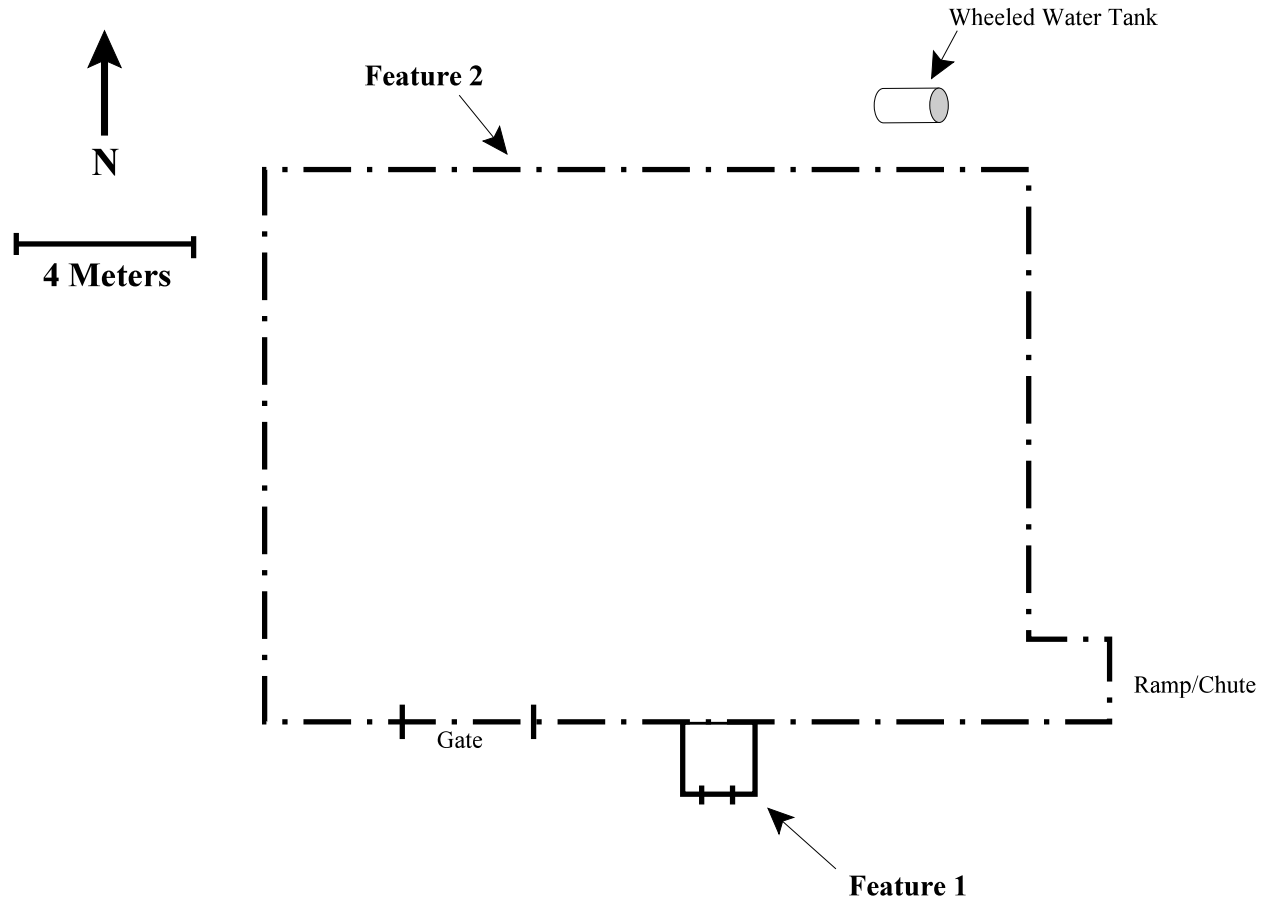 Wheeled Water Tank
Feature 2
N
4 Meters
Ramp/Chute
Gate
Feature 1